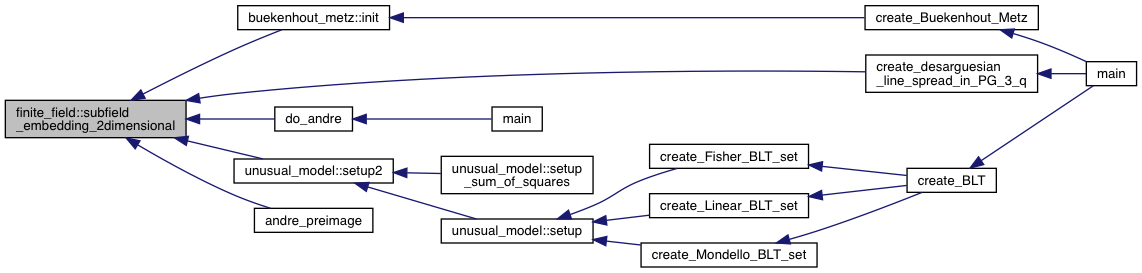 buekenhout_metz::init
create_Buekenhout_Metz
create_desarguesian
_line_spread_in_PG_3_q
main
finite_field::subfield
_embedding_2dimensional
do_andre
main
unusual_model::setup2
unusual_model::setup
_sum_of_squares
create_Fisher_BLT_set
create_BLT
create_Linear_BLT_set
andre_preimage
unusual_model::setup
create_Mondello_BLT_set